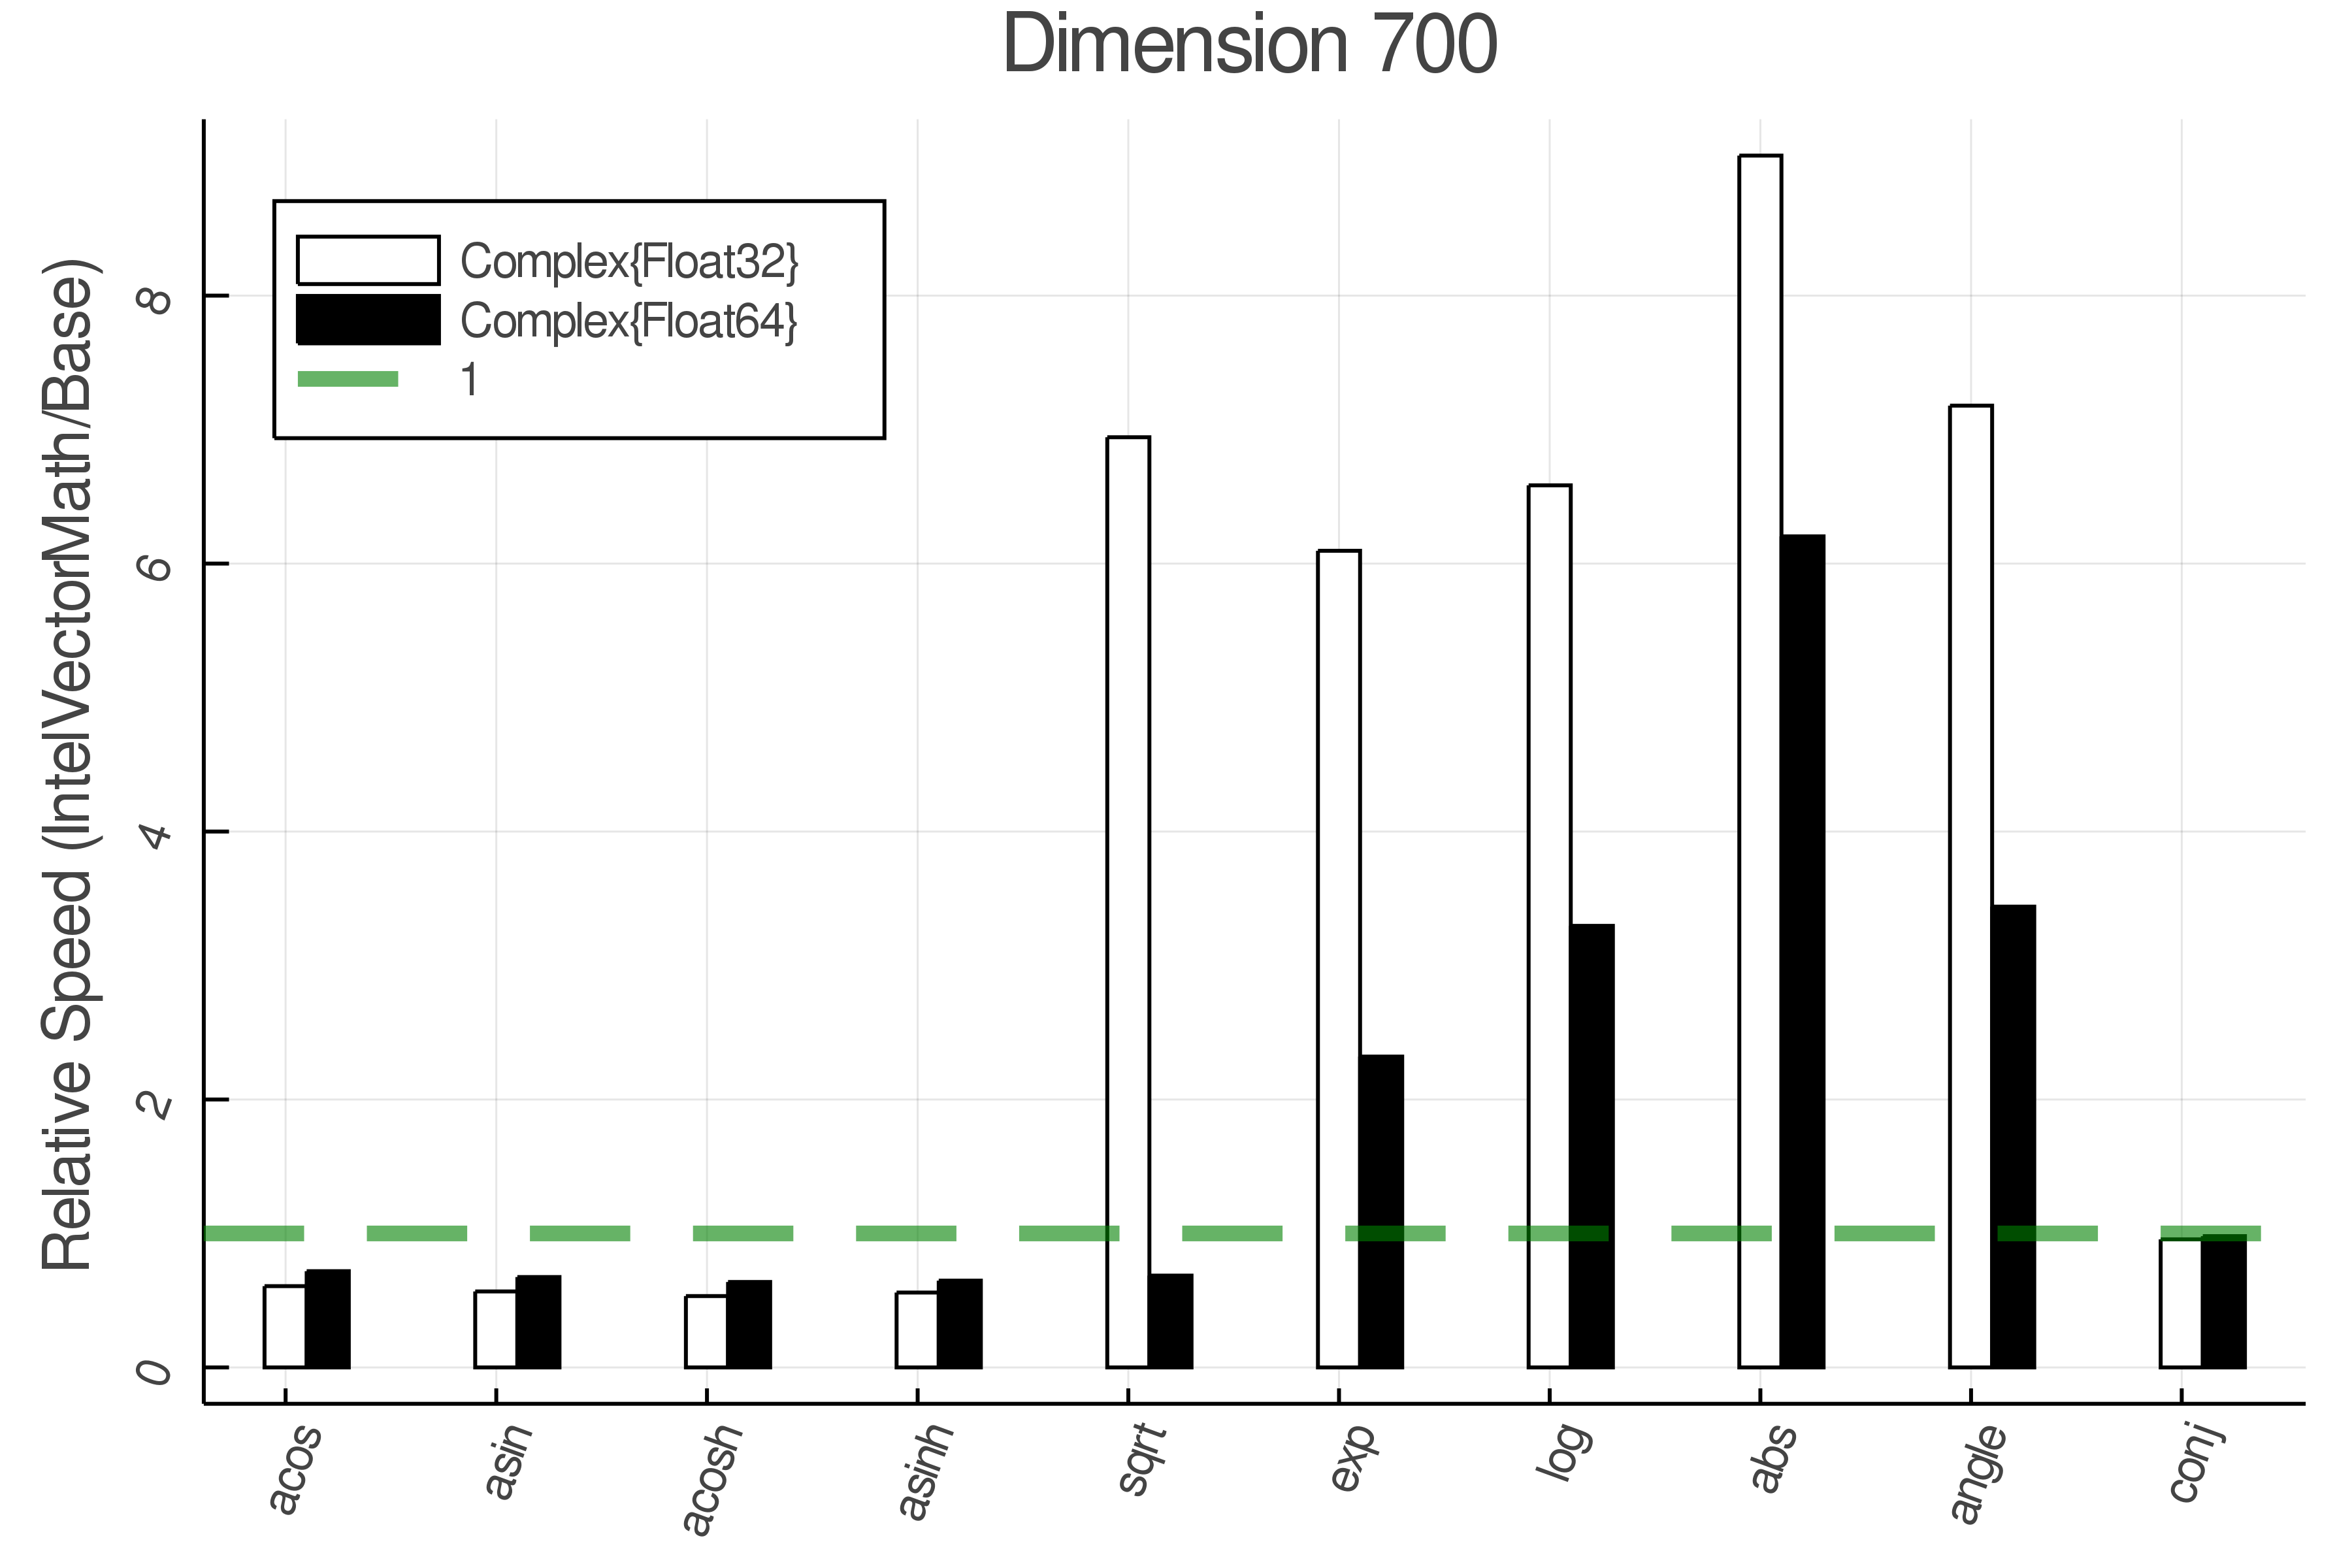 Dimension 700
Relative Speed (IntelVectorMath/Base)
Complex{Float32}
Complex{Float64}
1
8
6
4
2
0
acos
asin
acosh
asinh
sqrt
exp
log
abs
angle
conj